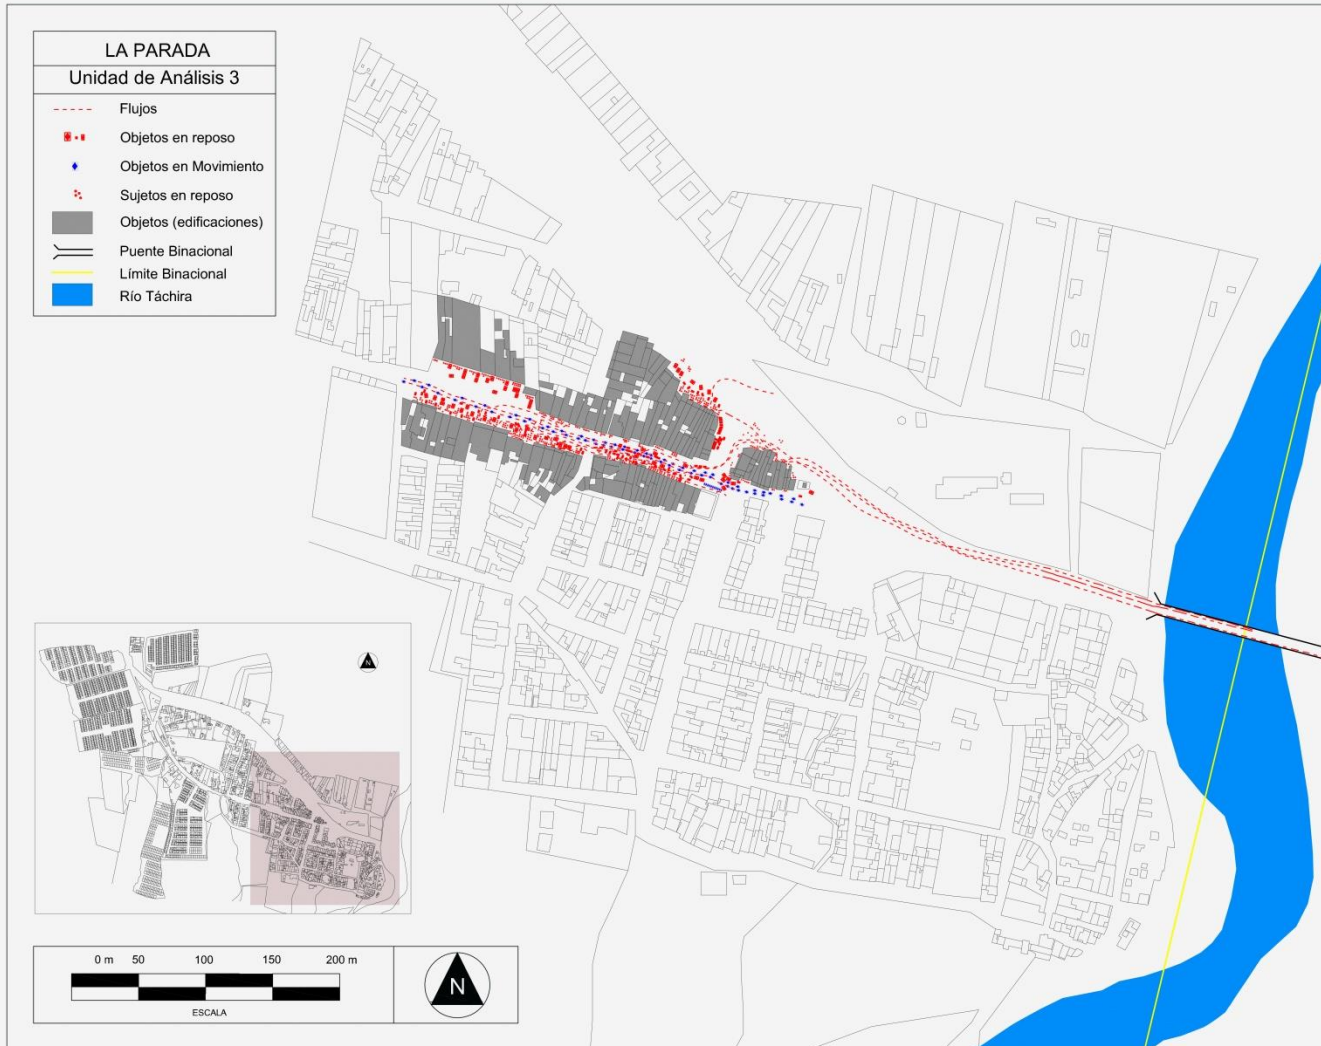 LA PARADA
Unidad de Análisis 3
Flujos
Objetos en reposo
Objetos en Movimiento
Sujetos en reposo
Objetos (edificaciones)
Puente Binacional
Límite Binacional
Río Táchira
N
0 m 50 100 150 200 m
ESCALA
N